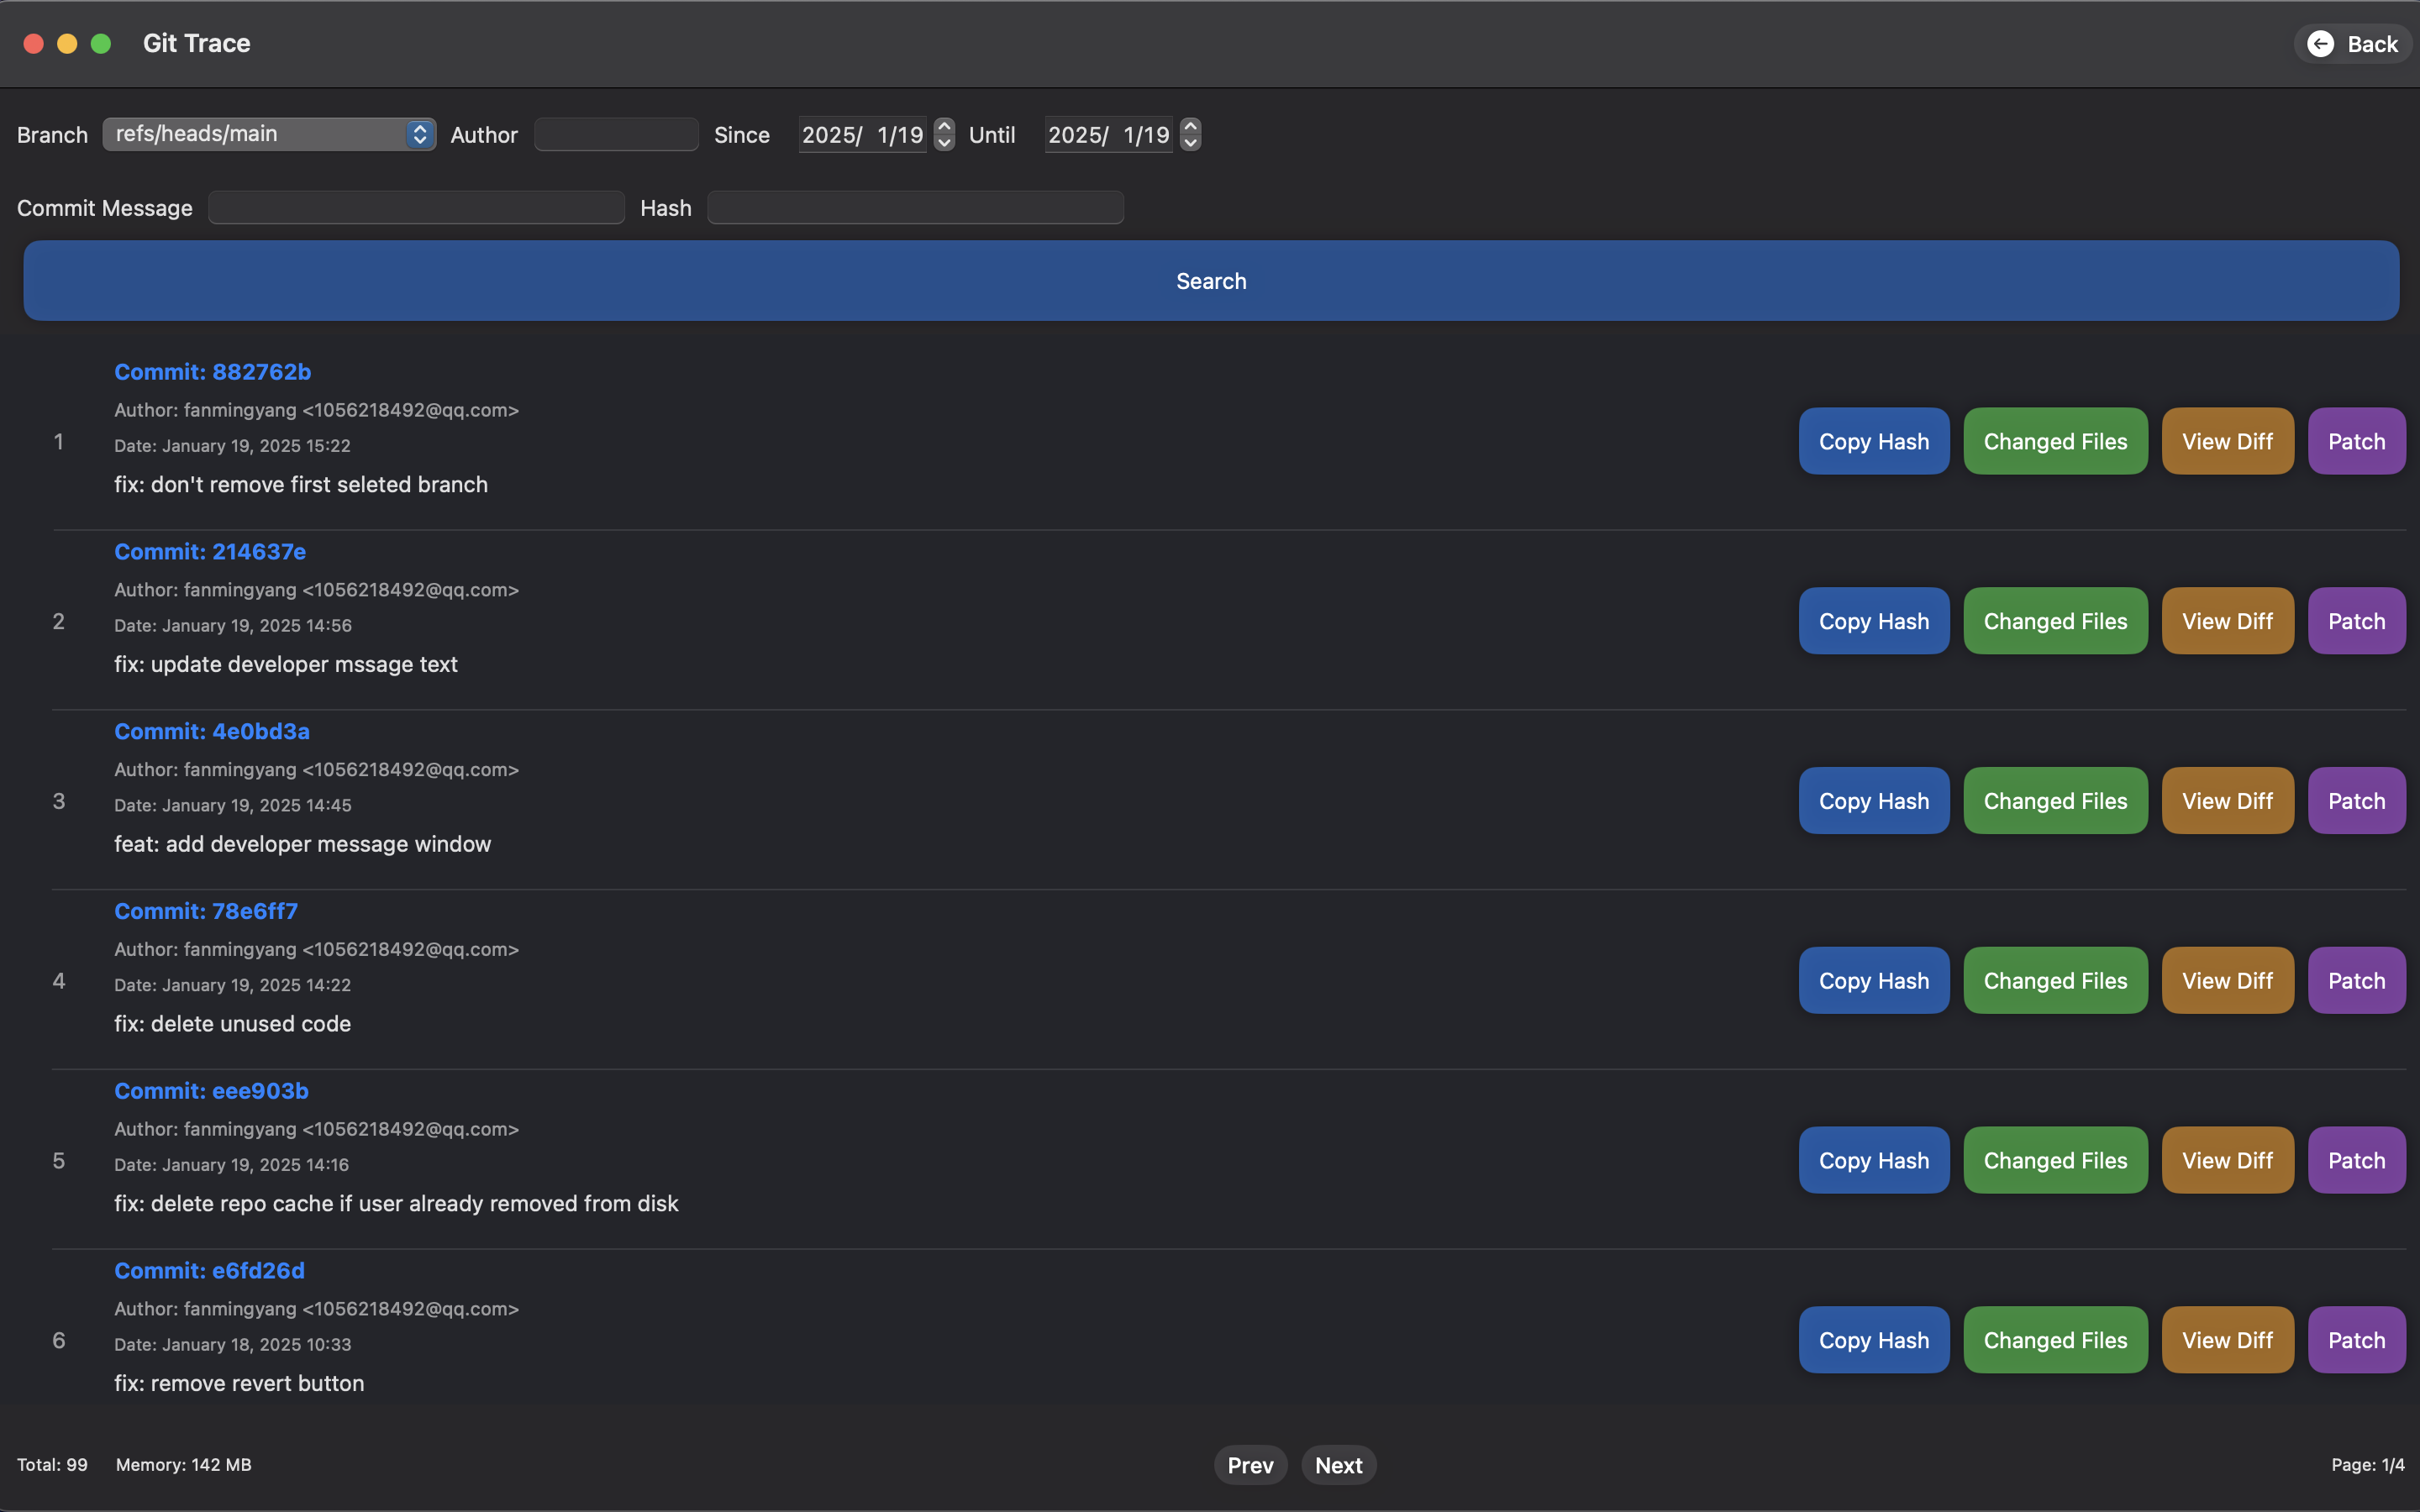 Git Trace
Back
Branch refs/heads/main Author Since 2025/ 1/19 Until 2025/ 1/19
Commit Message Hash
Search
Commit: 882762b
Author: fanmingyang <1056218492@qq.com>
1
Date: January 19, 2025 15:22
fix: don't remove first seleted branch
Copy Hash Changed Files View Diff Patch
Commit: 214637e
Author: fanmingyang <1056218492@qq.com>
2
Date: January 19, 2025 14:56
fix: update developer mssage text
Copy Hash Changed Files View Diff Patch
Commit: 4e0bd3a
Author: fanmingyang <1056218492@qq.com>
3
Date: January 19, 2025 14:45
feat: add developer message window
Copy Hash Changed Files View Diff Patch
Commit: 78e6ff7
Author: fanmingyang <1056218492@qq.com>
4
Date: January 19, 2025 14:22
fix: delete unused code
Copy Hash Changed Files View Diff Patch
Commit: eee903b
Author: fanmingyang <1056218492@qq.com>
5
Date: January 19, 2025 14:16
fix: delete repo cache if user already removed from disk
Copy Hash Changed Files View Diff Patch
Commit: e6fd26d
Author: fanmingyang <1056218492@qq.com>
6
Date: January 18, 2025 10:33
fix: remove revert button
Copy Hash Changed Files View Diff Patch
Total: 99 Memory: 142 MB
Prev Next
Page: 1/4